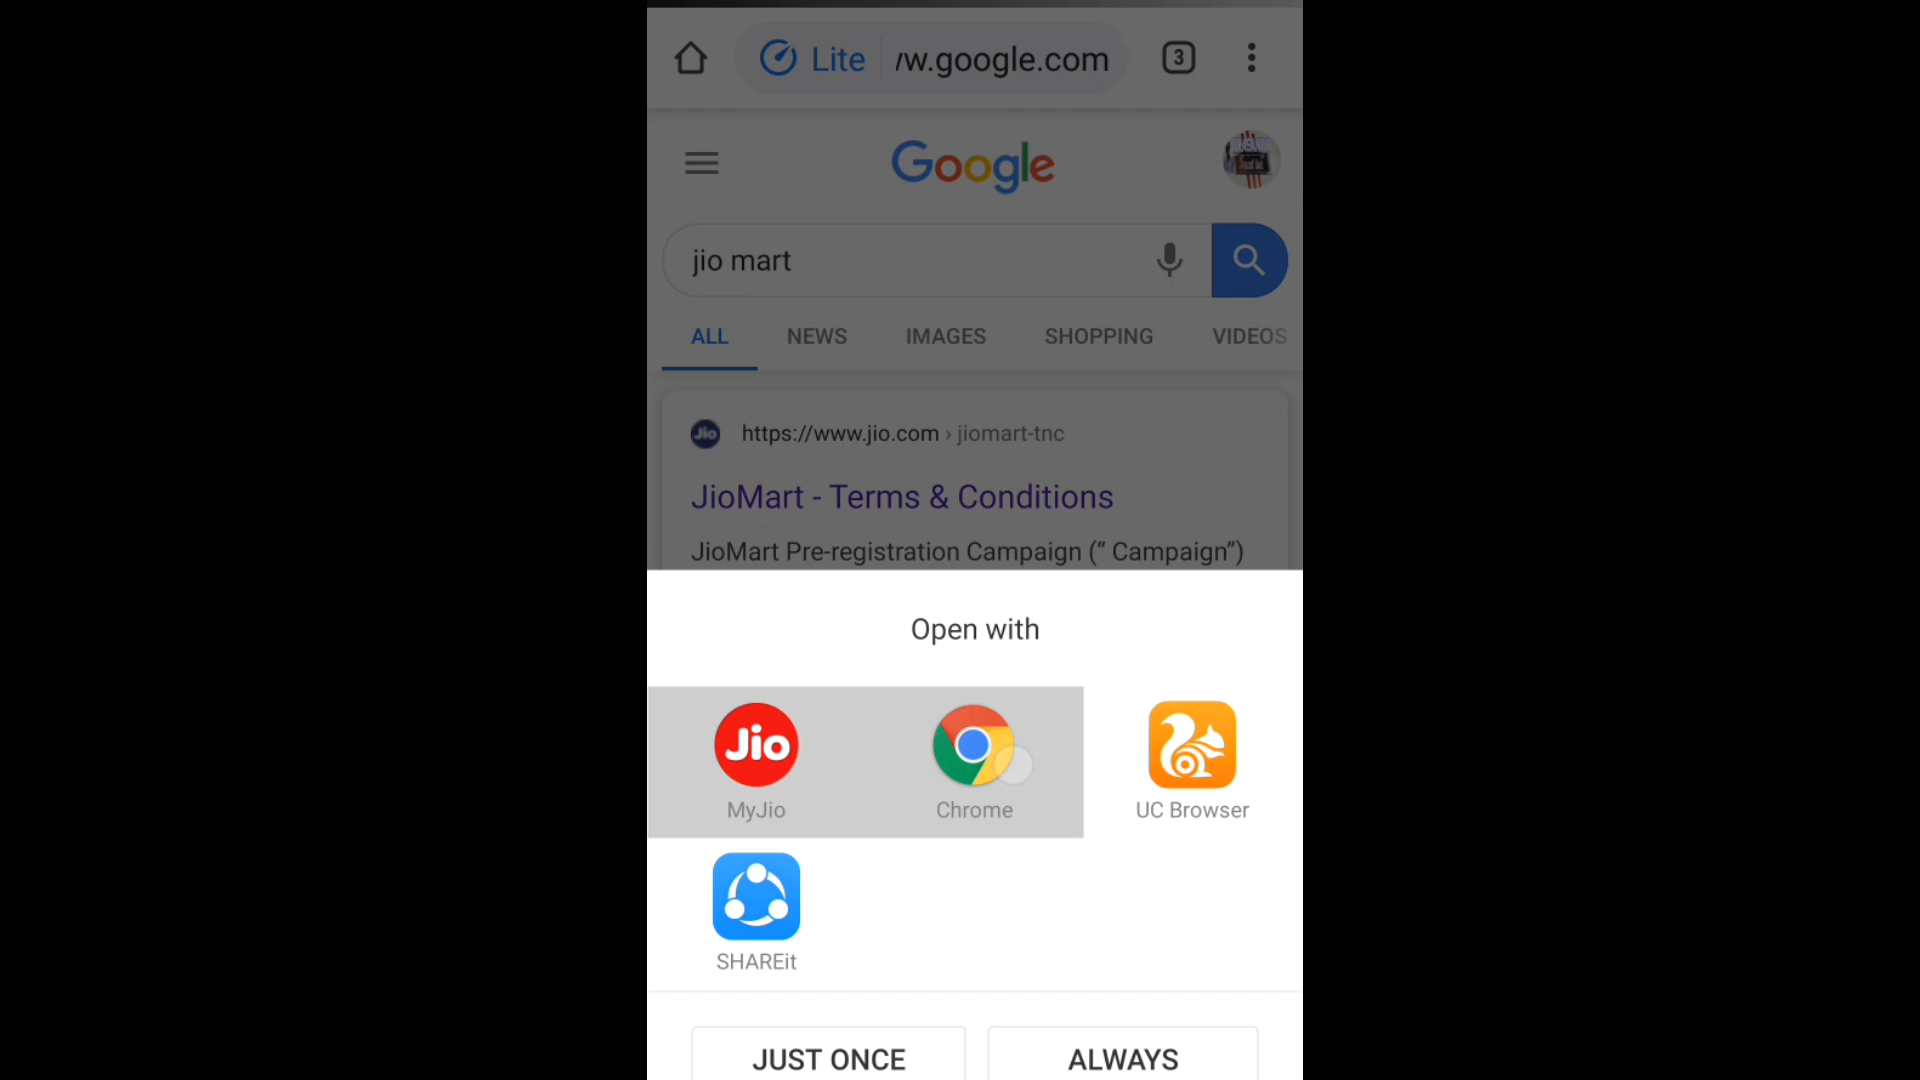 Lite
w.google.com
3
Google
jio mart
ALL NEWS IMAGES SHOPPING VIDEOS
Jio
https://www.jio.com › jiomart-tnc
JioMart - Terms & Conditions
JioMart Pre-registration Campaign (“ Campaign”)
Open with
Jio
MyJio Chrome UC Browser
SHAREit
JUST ONCE ALWAYS